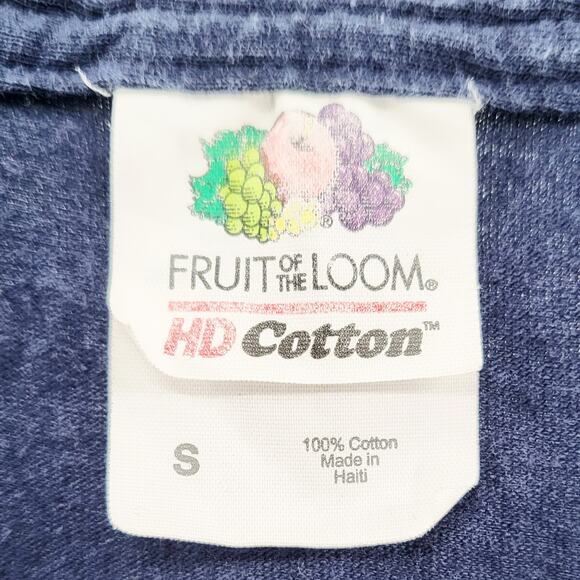 ®
FRUIT OF THE LOOM®
HD Cotton™
S
100% Cotton
Made in
Haiti